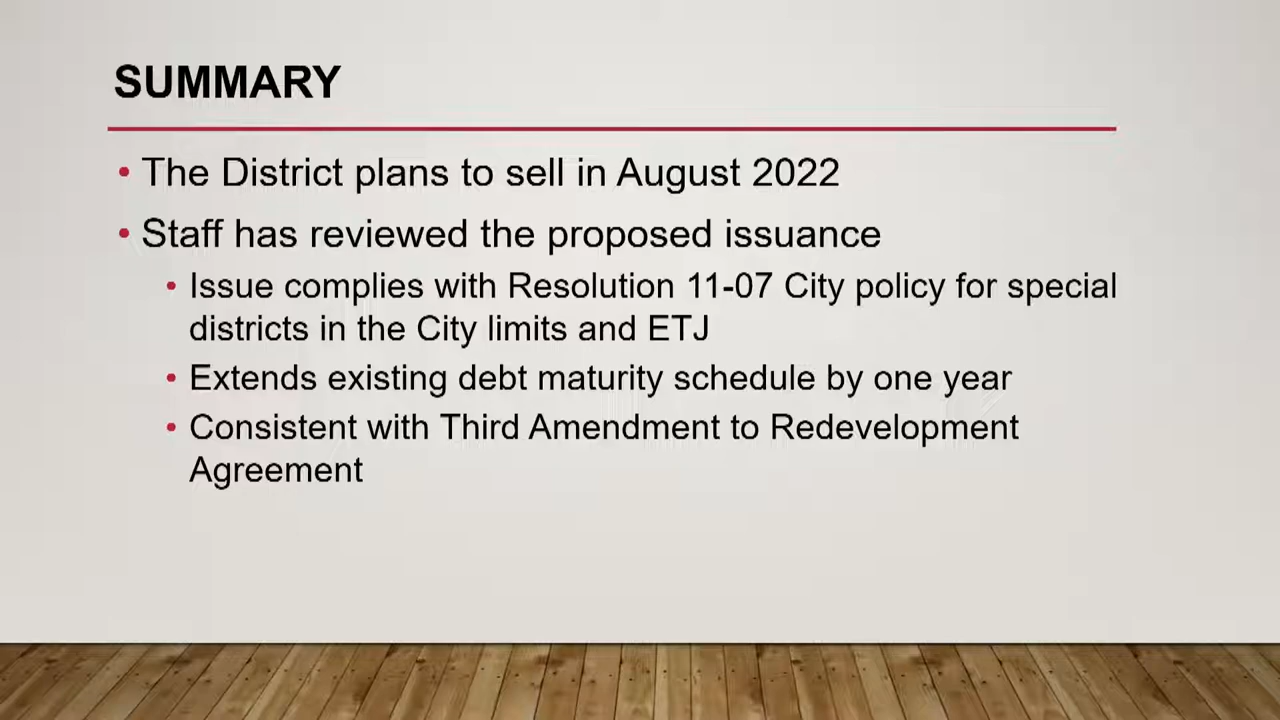 SUMMARY
• The District plans to sell in August 2022
• Staff has reviewed the proposed issuance
• Issue complies with Resolution 11-07 City policy for special
districts in the City limits and ETJ
• Extends existing debt maturity schedule by one year
• Consistent with Third Amendment to Redevelopment
Agreement